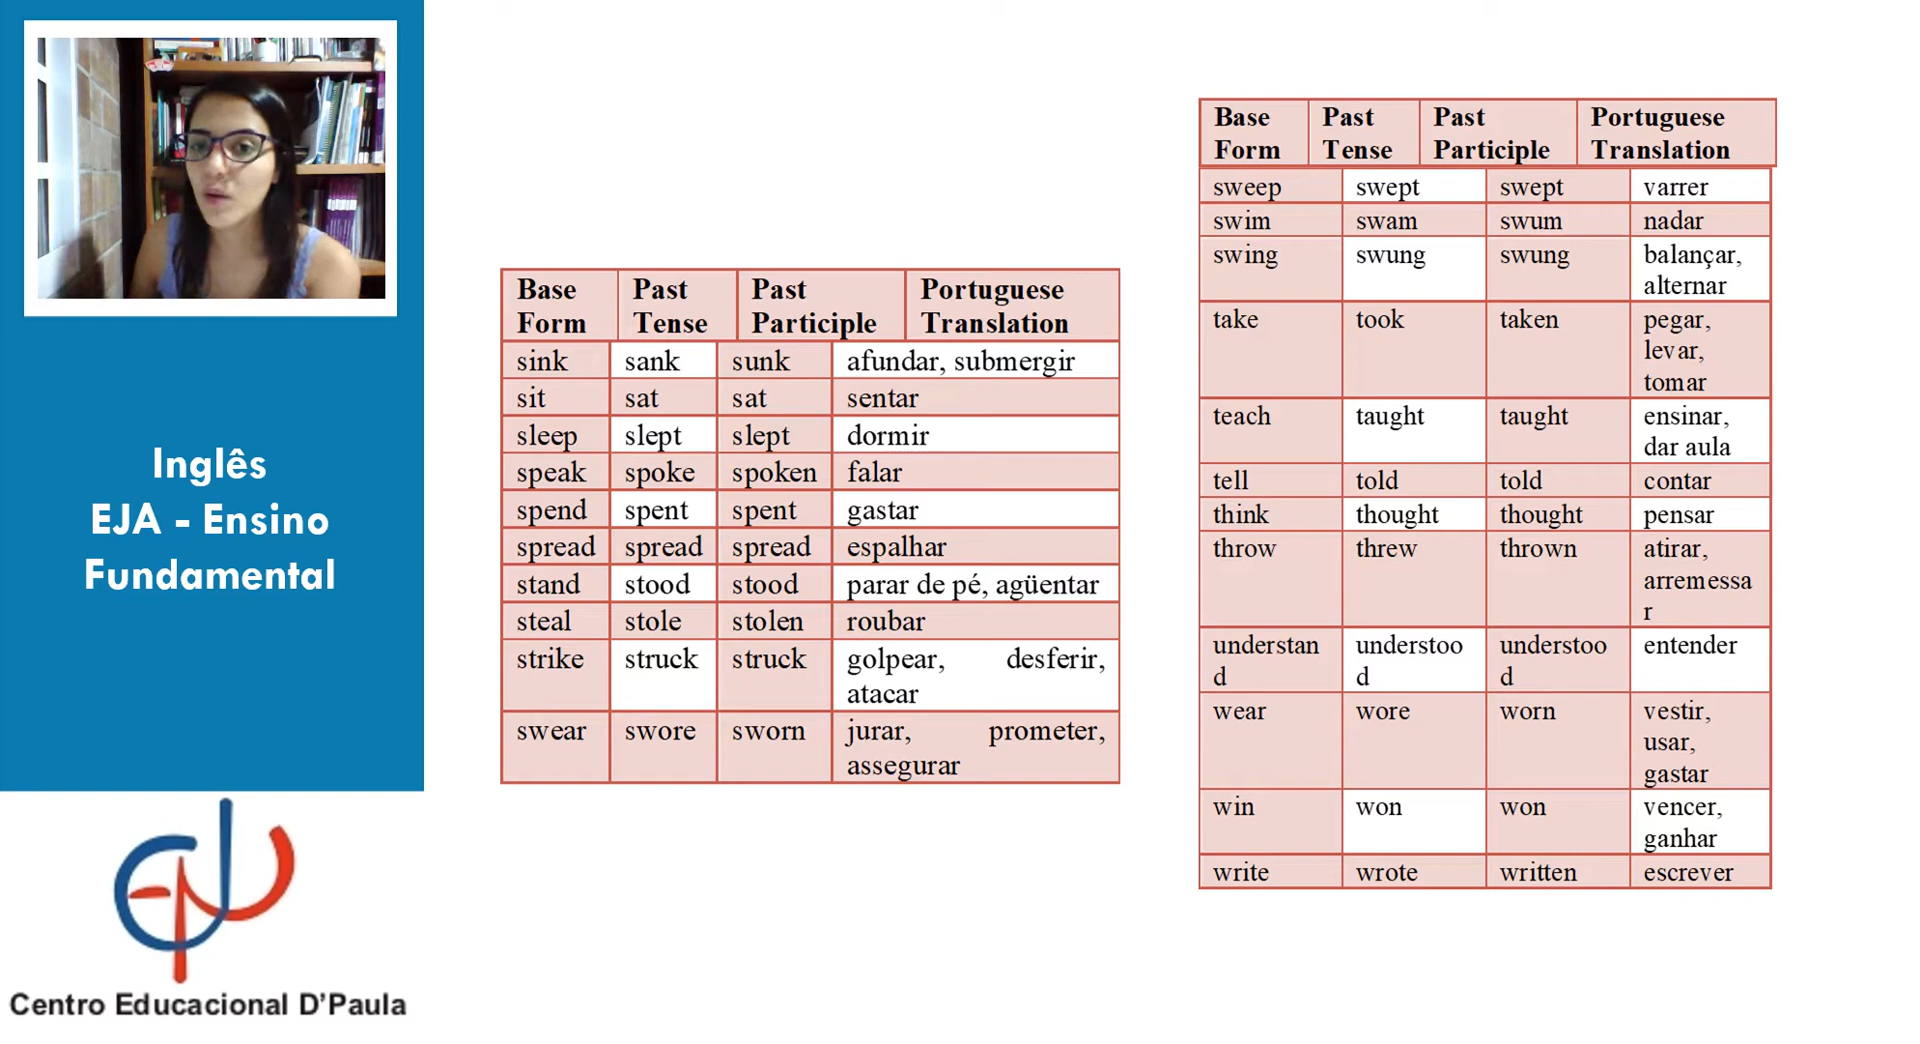 Inglês
EJA - Ensino
Fundamental
Centro Educacional D'Paula
Base Form Past Tense Past Participle Portuguese Translation
sink sank sunk afundar, submergir
sit sat sat sentar
sleep slept slept dormir
speak spoke spoken falar
spend spent spent gastar
spread spread spread espalhar
stand stood stood parar de pé, agüentar
steal stole stolen roubar
strike struck struck golpear, desferir,
atacar
swear swore sworn jurar, prometer,
assegurar
Base Form Past Tense Past Participle Portuguese Translation
sweep swept swept varrer
swim swam swum nadar
swing swung swung balançar,
alternar
take took taken pegar,
levar,
tomar
teach taught taught ensinar,
dar aula
tell told told contar
think thought thought pensar
throw threw thrown atirar,
arremessa
r
understan understoo understoo entender
d d d
wear wore worn vestir,
usar,
gastar
win won won vencer,
ganhar
write wrote written escrever